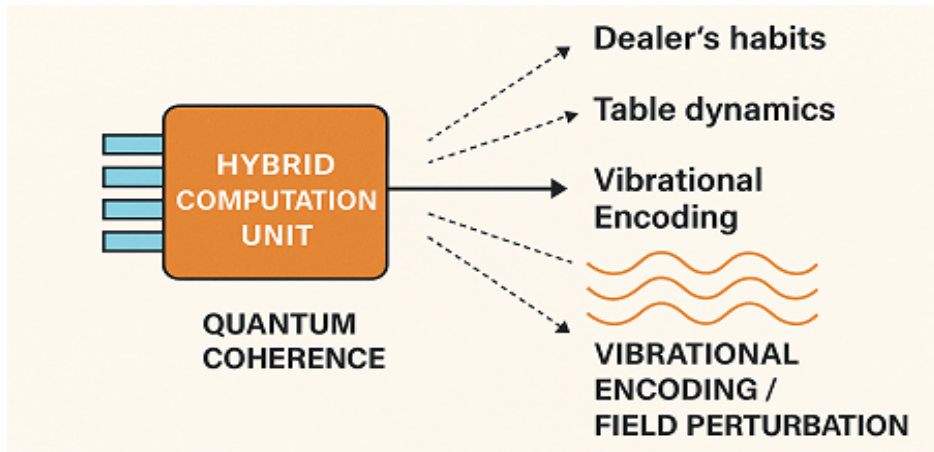 HYBRID
COMPUTATION
UNIT
QUANTUM
COHERENCE
Dealer's habits
Table dynamics
Vibrational
Encoding
VIBRATIONAL
ENCODING /
FIELD PERTURBATION